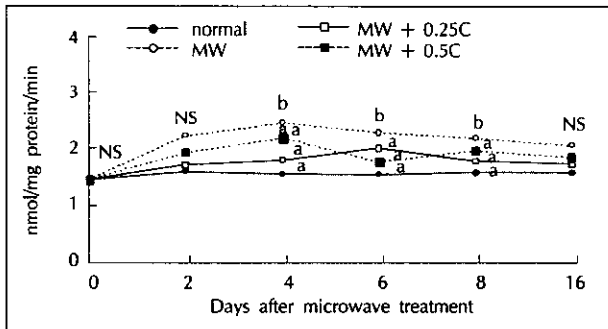 4
3
2
1
0
nmol/mg protein/min
normal
MW
MW + 0.25C
MW + 0.5C
NS NS b b b NS
a a a a
a a a
a a a
0 2 4 6 8 16
Days after microwave treatment